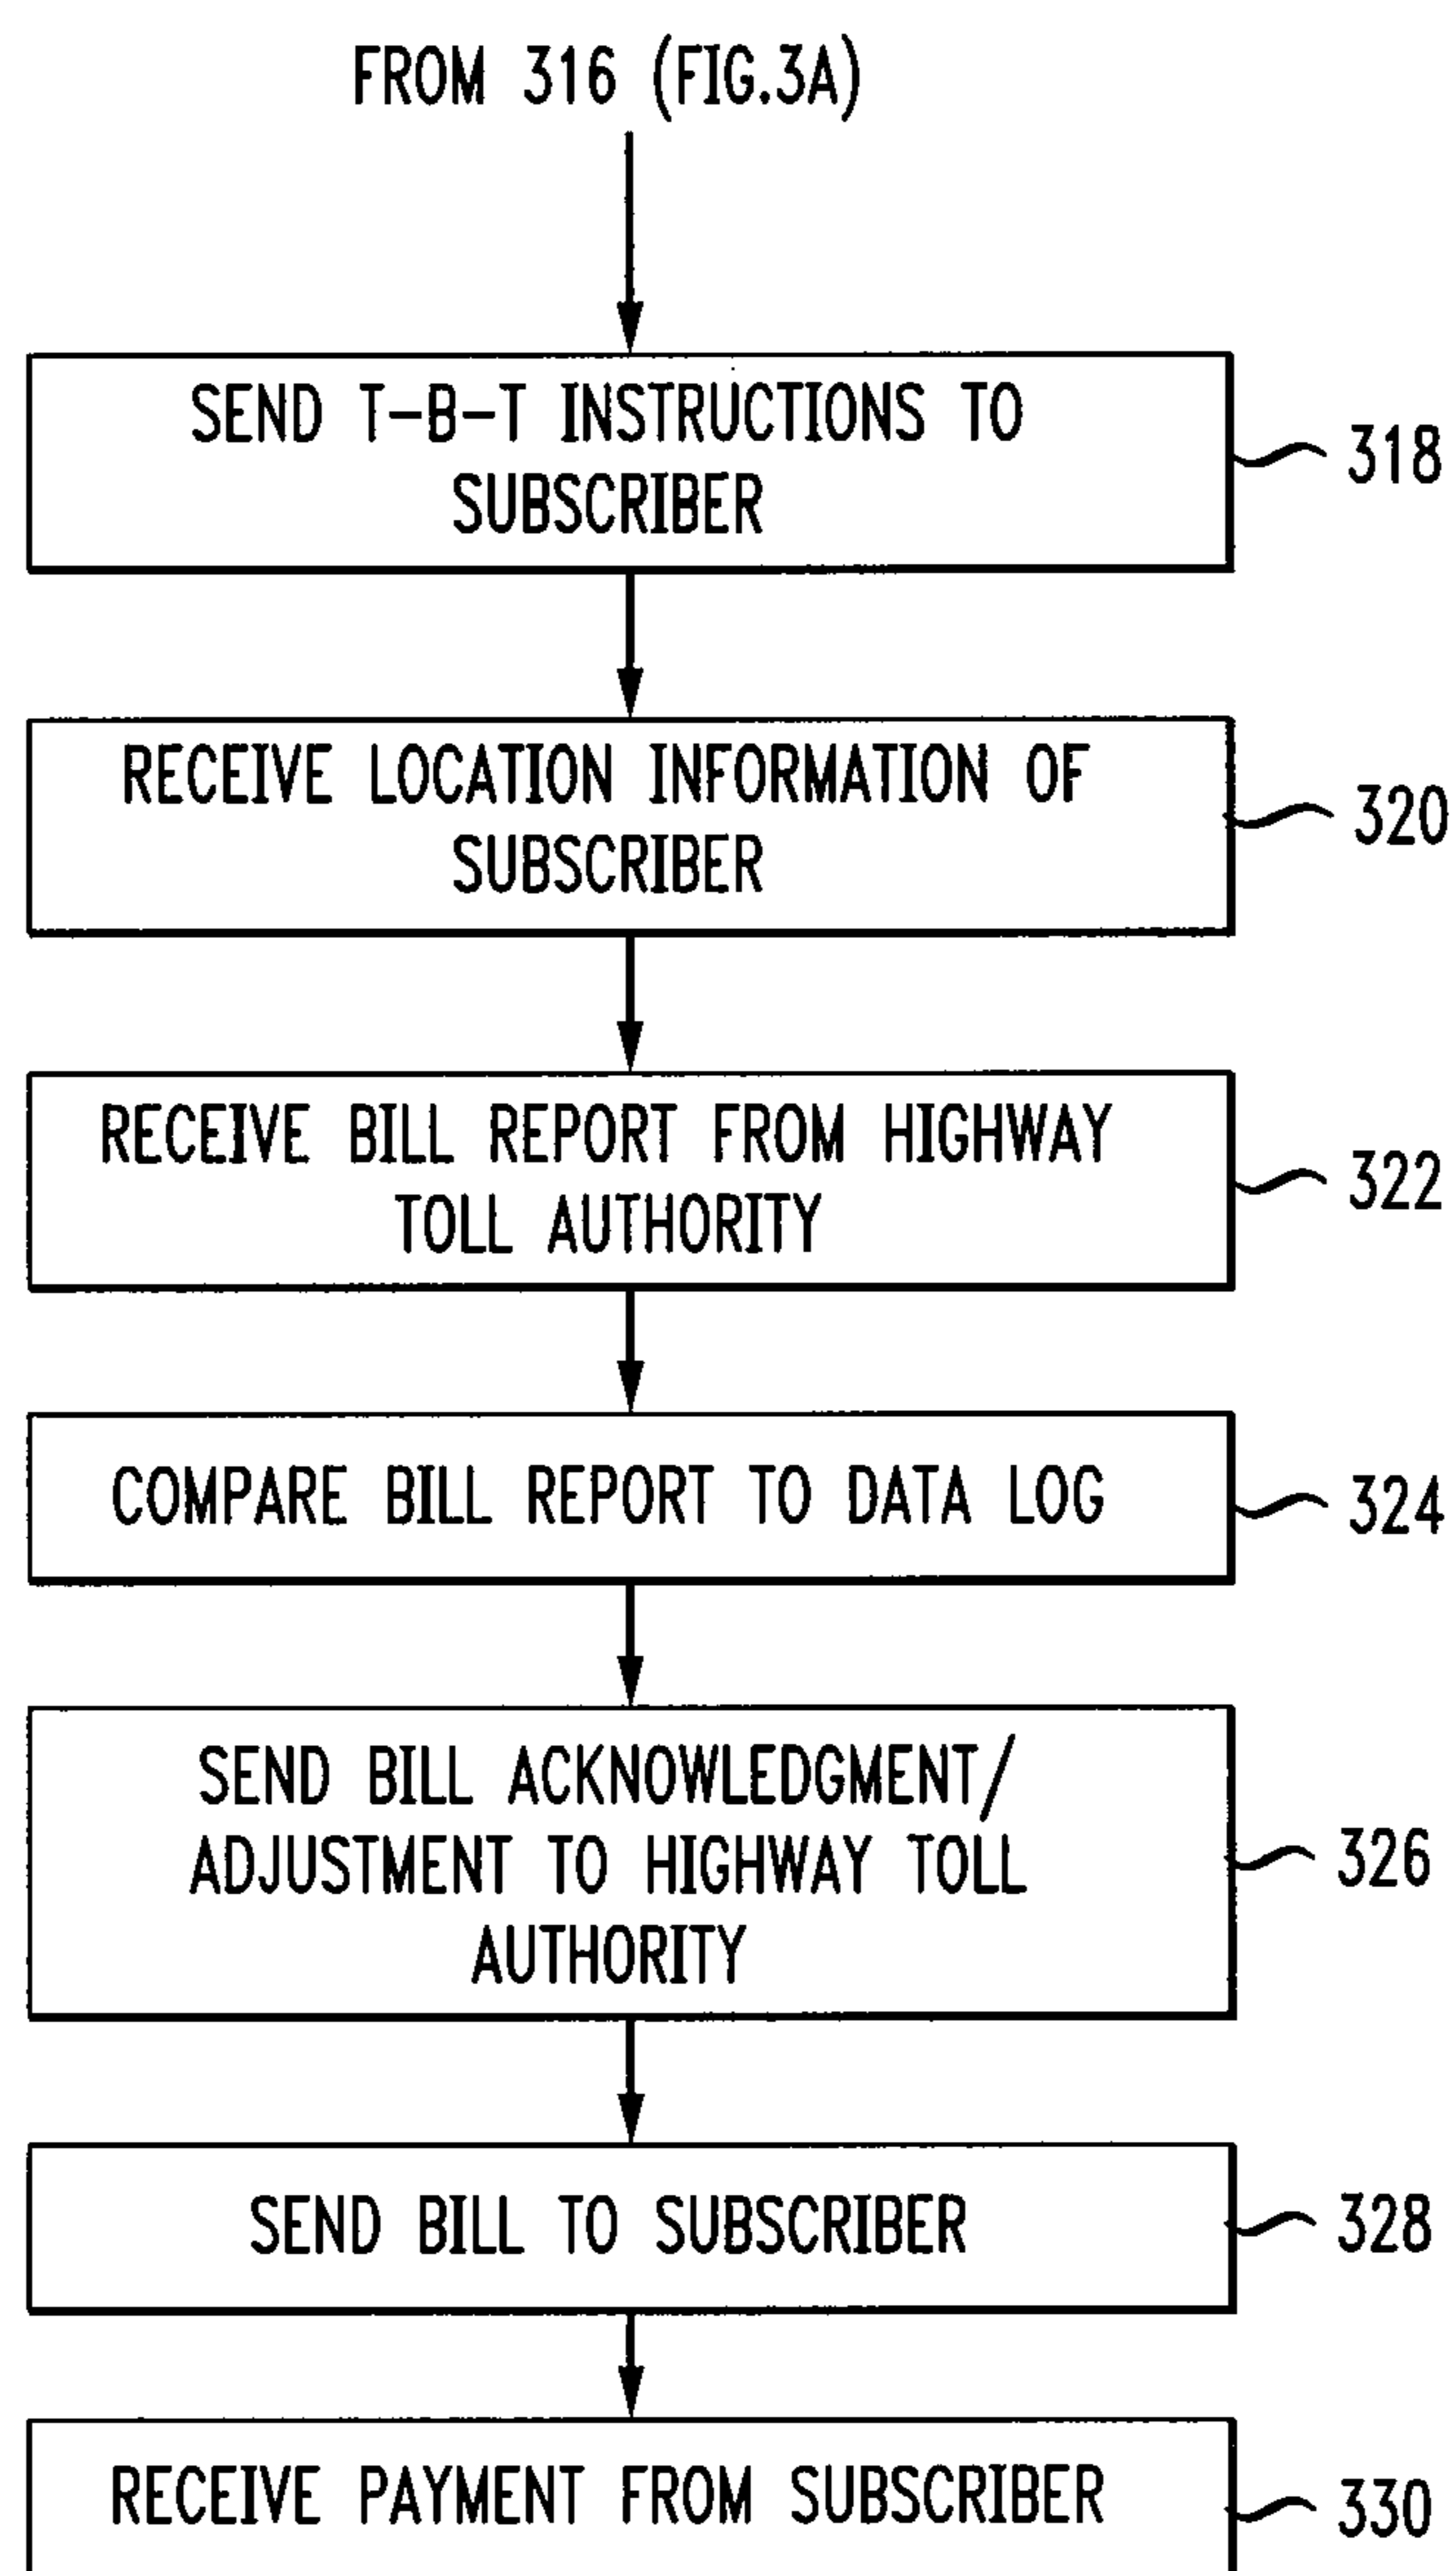 FROM 316 (FIG.3A)
SEND T-B-T INSTRUCTIONS TO
SUBSCRIBER
318
RECEIVE LOCATION INFORMATION OF
SUBSCRIBER
320
RECEIVE BILL REPORT FROM HIGHWAY
TOLL AUTHORITY
322
COMPARE BILL REPORT TO DATA LOG
324
SEND BILL ACKNOWLEDGMENT/
ADJUSTMENT TO HIGHWAY TOLL
AUTHORITY
326
SEND BILL TO SUBSCRIBER
328
RECEIVE PAYMENT FROM SUBSCRIBER
330